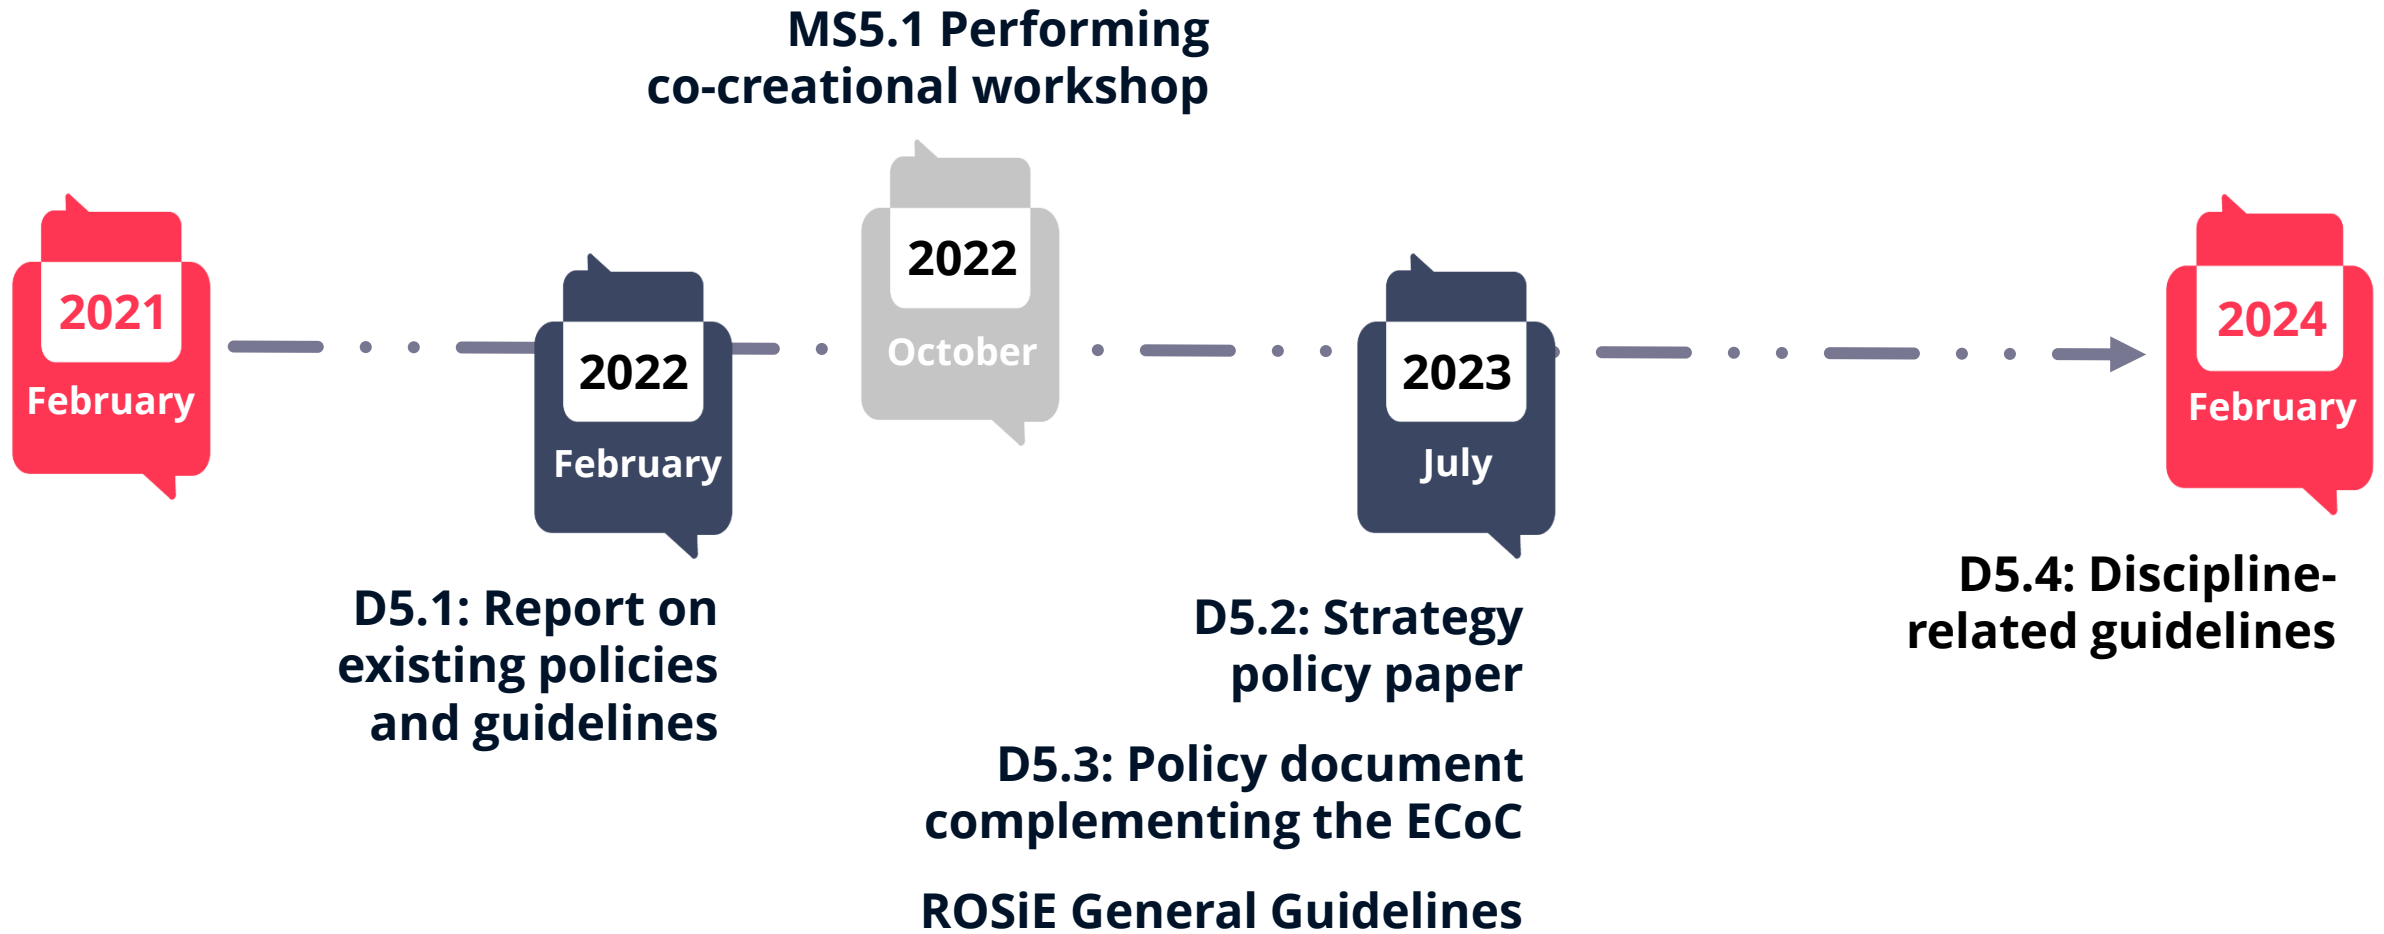 MS5.1 Performing
co-creational workshop
2021
February
2022
February
2022
October
2023
July
2024
February
D5.1: Report on
existing policies
and guidelines
D5.2: Strategy
policy paper
D5.3: Policy document
complementing the ECoC
ROSiE General Guidelines
D5.4: Discipline-
related guidelines